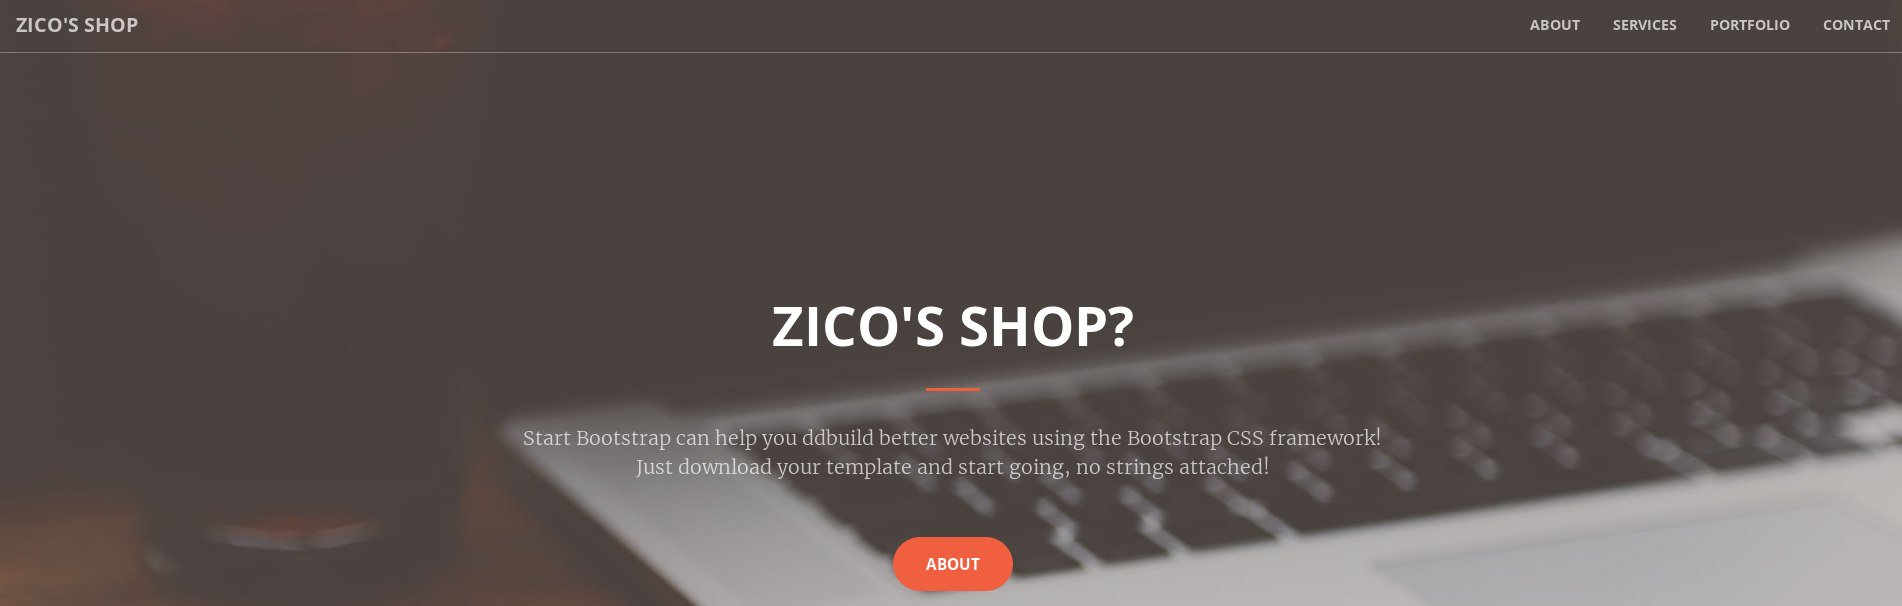 ZICO'S SHOP
ABOUT SERVICES PORTFOLIO CONTACT
ZICO'S SHOP?
Start Bootstrap can help you ddbuild better websites using the Bootstrap CSS framework!
Just download your template and start going, no strings attached!
ABOUT